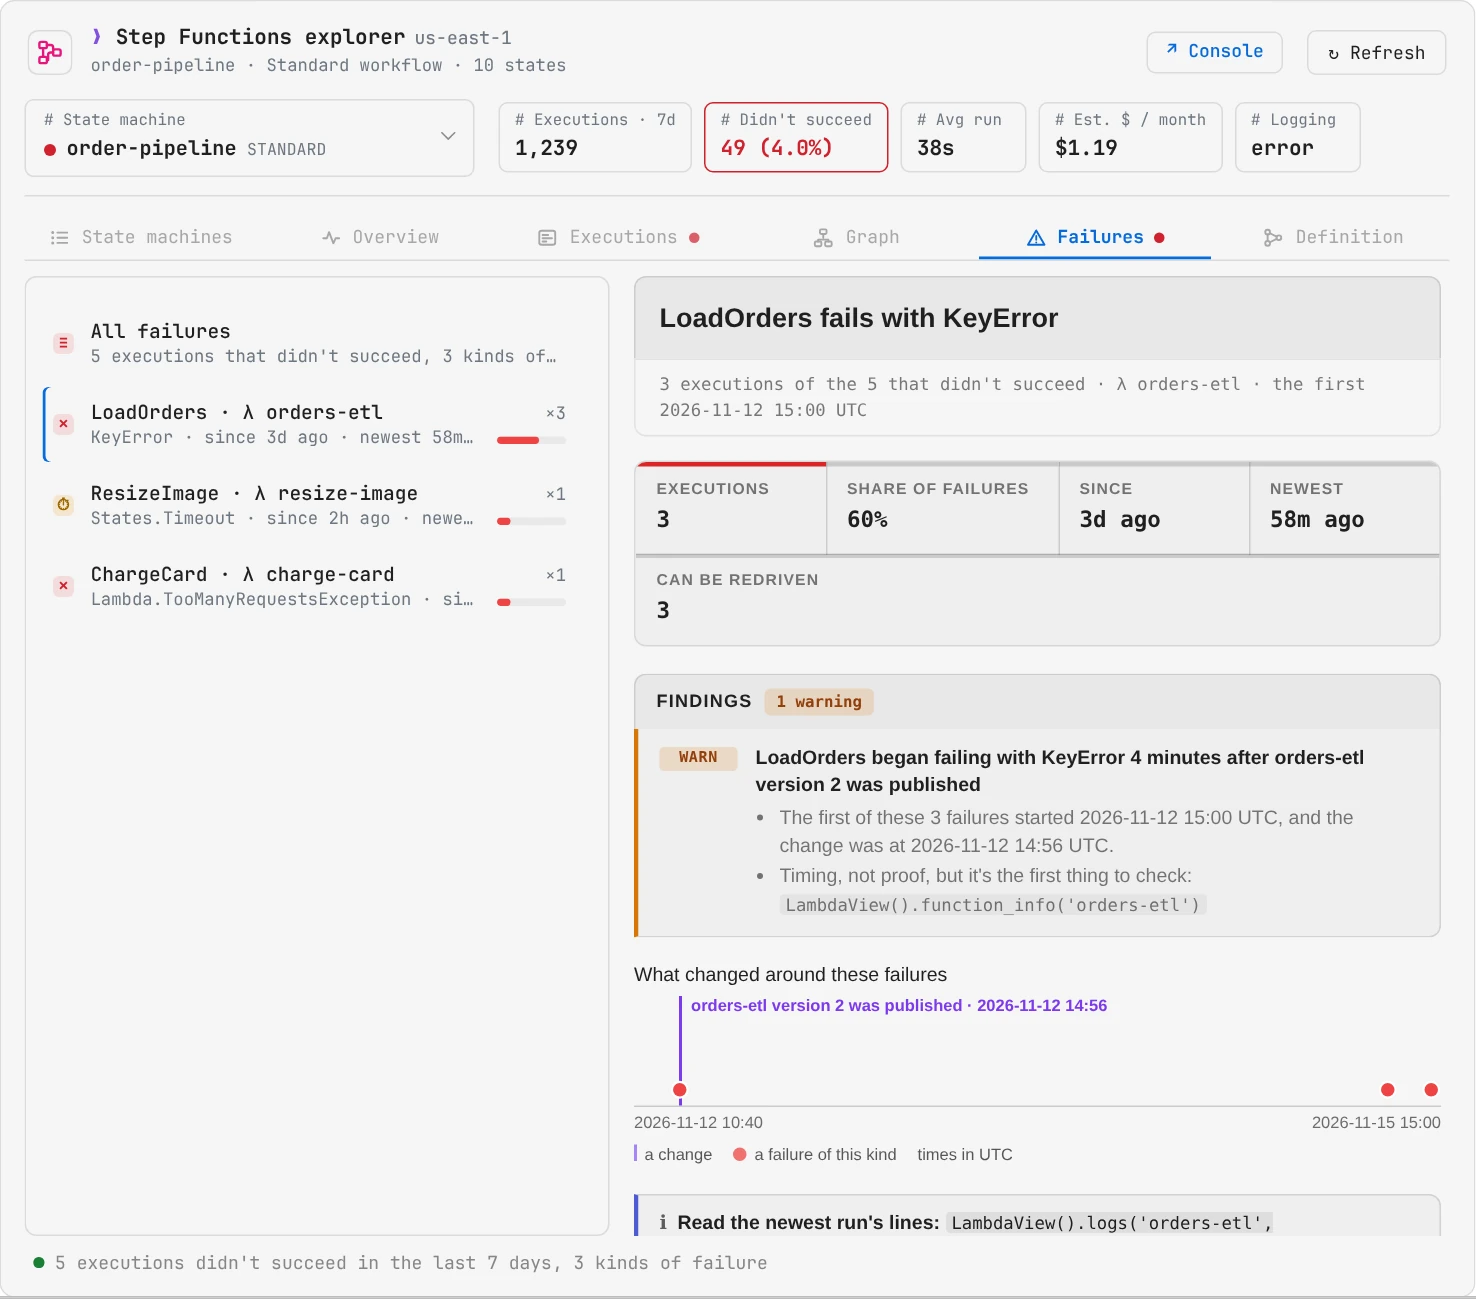 Step Functions explorer us-east-1
order-pipeline · Standard workflow · 10 states
Console
Refresh
# State machine
order-pipeline STANDARD
# Executions · 7d
1,239
# Didn't succeed
49 (4.0%)
# Avg run
38s
# Est. $ / month
$1.19
# Logging
error
State machines
Overview
Executions
Graph
Failures
Definition
All failures
5 executions that didn't succeed, 3 kinds of…
LoadOrders · λ orders-etl ×3
KeyError · since 3d ago · newest 58m…
ResizeImage · λ resize-image ×1
States.Timeout · since 2h ago · newe…
ChargeCard · λ charge-card ×1
Lambda.TooManyRequestsException · si…
LoadOrders fails with KeyError
3 executions of the 5 that didn't succeed · λ orders-etl · the first
2026-11-12 15:00 UTC
EXECUTIONS
3
SHARE OF FAILURES
60%
SINCE
3d ago
NEWEST
58m ago
CAN BE REDRIVEN
3
FINDINGS 1 warning
WARN
LoadOrders began failing with KeyError 4 minutes after orders-etl
version 2 was published
• The first of these 3 failures started 2026-11-12 15:00 UTC, and the
change was at 2026-11-12 14:56 UTC.
• Timing, not proof, but it's the first thing to check:
LambdaView().function_info('orders-etl')
What changed around these failures
orders-etl version 2 was published · 2026-11-12 14:56
2026-11-12 10:40
2026-11-15 15:00
a change
a failure of this kind
times in UTC
ℹ Read the newest run's lines: LambdaView().logs('orders-etl',
5 executions didn't succeed in the last 7 days, 3 kinds of failure